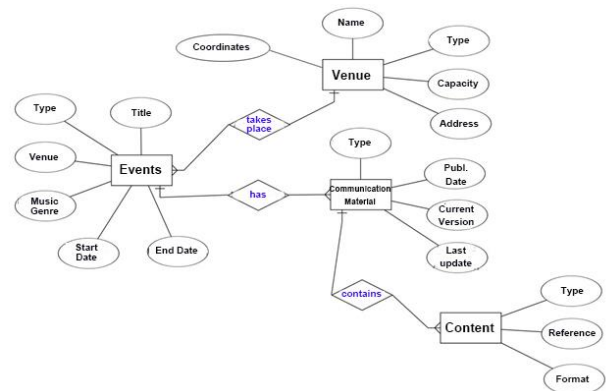 Name
Coordinates
Type
Venue
Capacity
Address
takes
place
Type
Title
Venue
Events
Music
Genre
Start
Date
End Date
has
Type
Communication
Material
Publ.
Date
Current
Version
Last
update
contains
Content
Type
Reference
Format